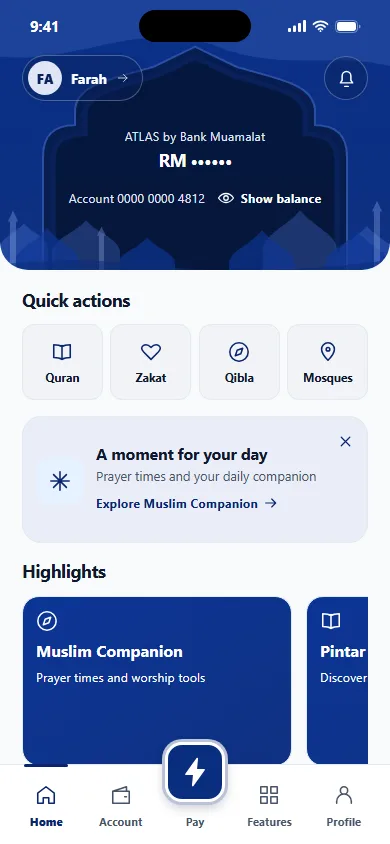 9:41
FA Farah
ATLAS by Bank Muamalat
RM ••••••
Account 0000 0000 4812 Show balance
Quick actions
Quran Zakat Qibla Mosques
A moment for your day
Prayer times and your daily companion
Explore Muslim Companion
Highlights
Muslim Companion
Prayer times and worship tools
Pintar
Discover
Home Account Pay Features Profile